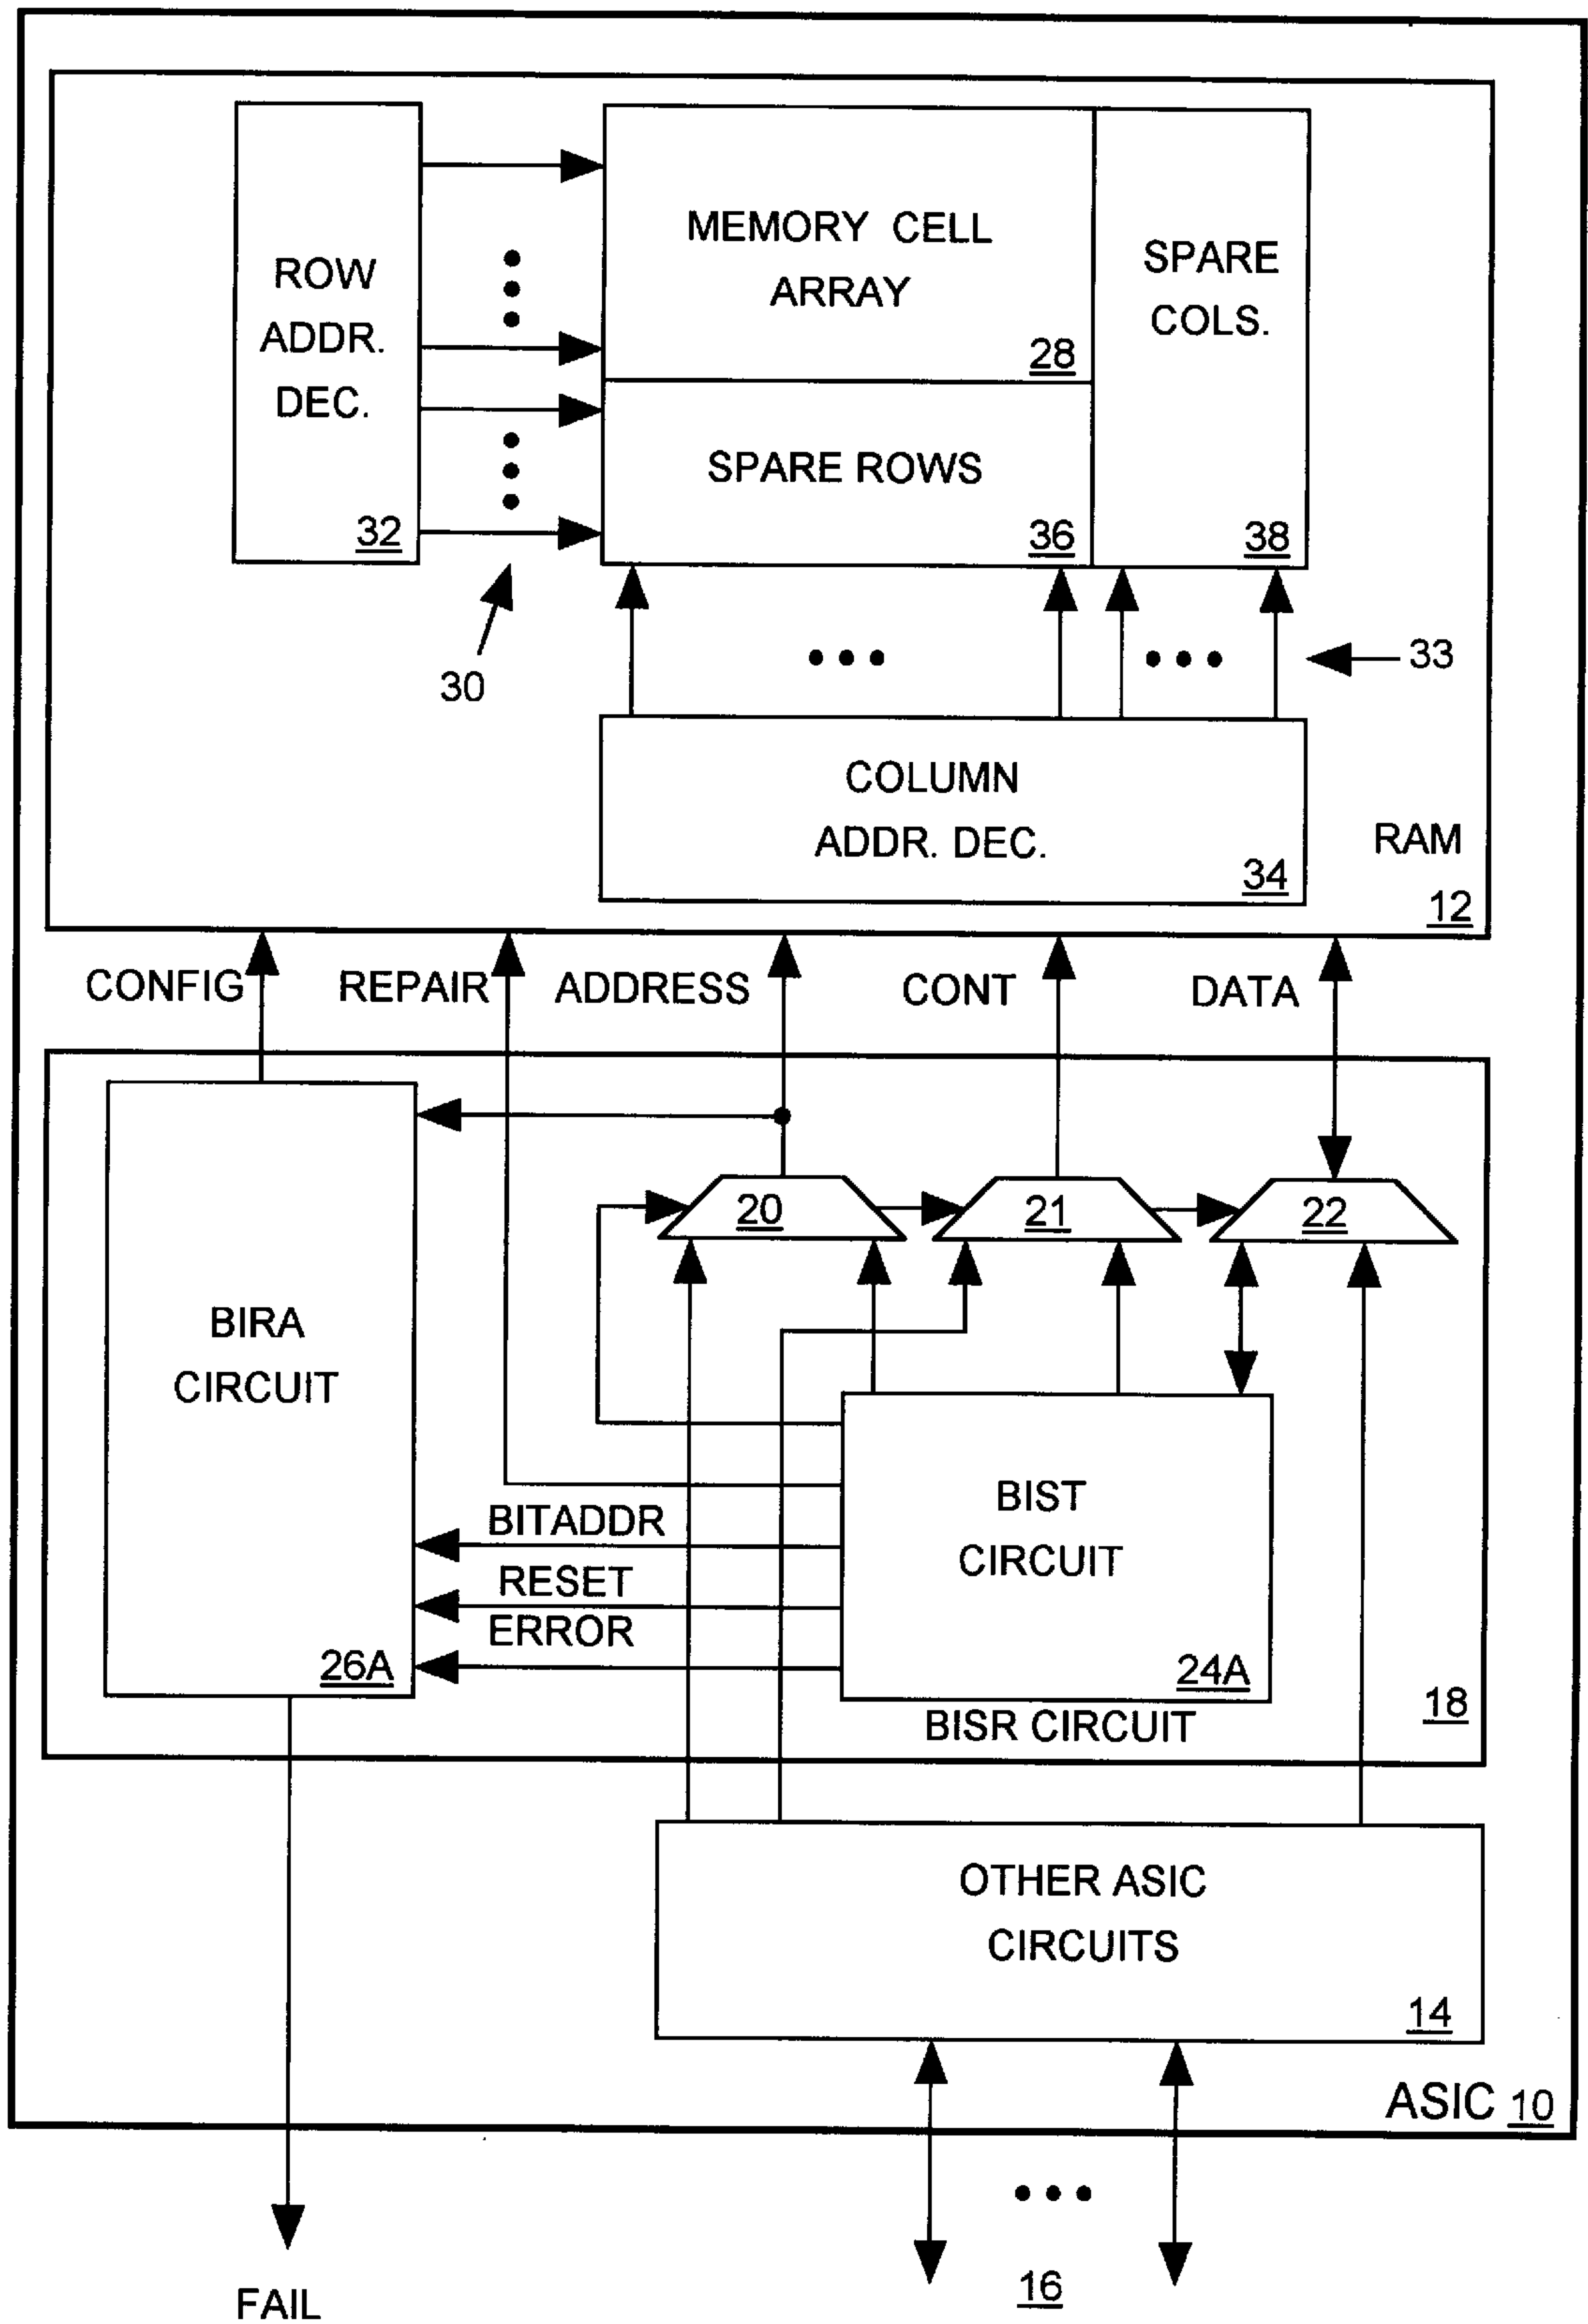 ROW
ADDR.
DEC.
32
MEMORY CELL
ARRAY
28
SPARE
COLS.
38
SPARE ROWS
36
30
33
COLUMN
ADDR. DEC.
34
RAM
12
CONFIG
REPAIR
ADDRESS
CONT
DATA
20
21
22
BIRA
CIRCUIT
26A
BIST
CIRCUIT
24A
BITADDR
RESET
ERROR
BISR CIRCUIT
18
OTHER ASIC
CIRCUITS
14
ASIC 10
16
FAIL